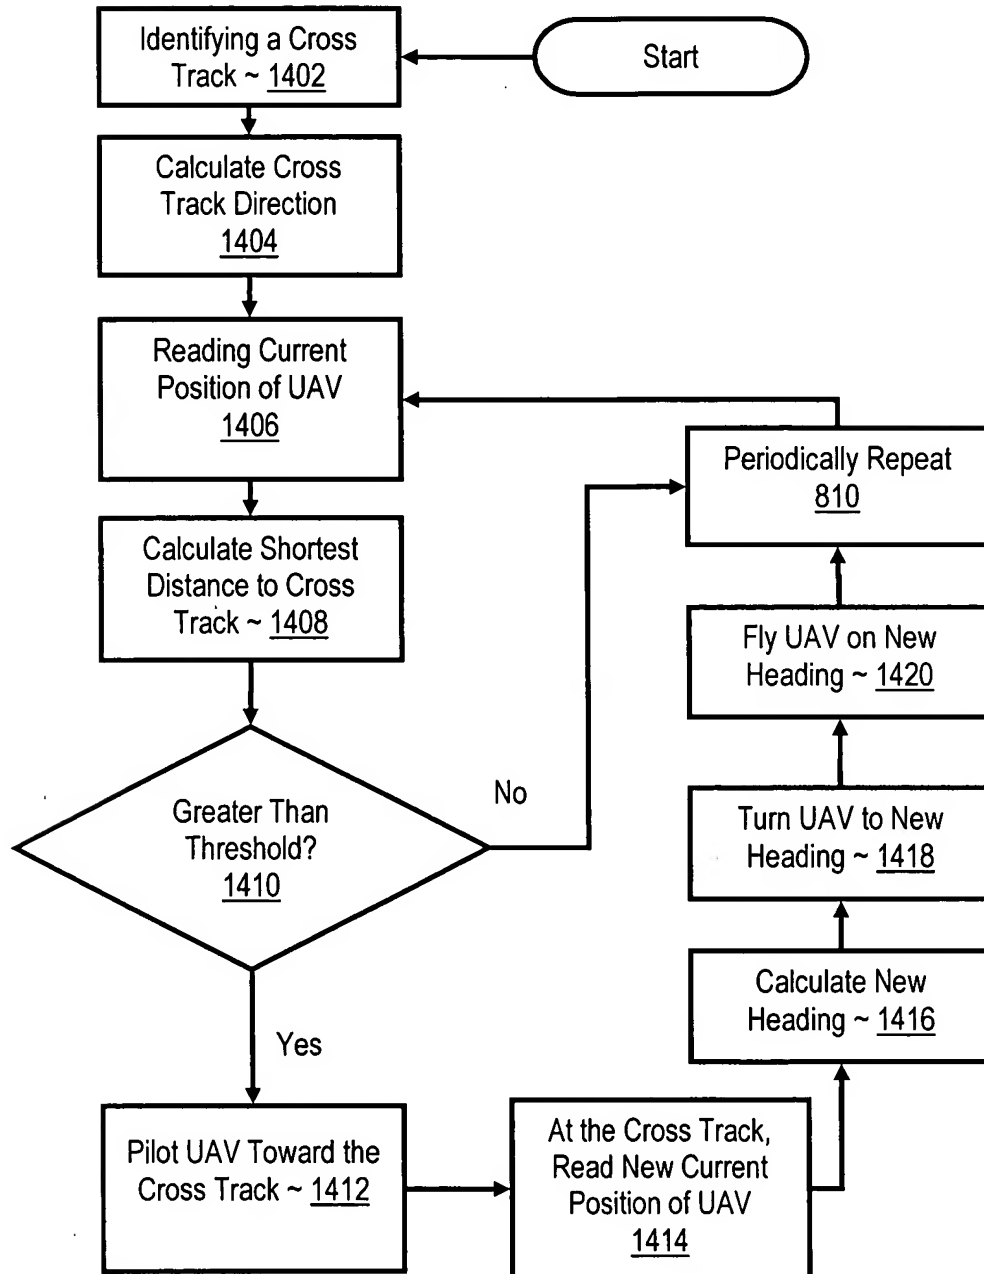 Start
Identifying a Cross
Track ~ 1402
Calculate Cross
Track Direction
1404
Reading Current
Position of UAV
1406
Calculate Shortest
Distance to Cross
Track ~ 1408
Greater Than
Threshold?
1410
No
Yes
Pilot UAV Toward the
Cross Track ~ 1412
At the Cross Track,
Read New Current
Position of UAV
1414
Calculate New
Heading ~ 1416
Turn UAV to New
Heading ~ 1418
Fly UAV on New
Heading ~ 1420
Periodically Repeat
810